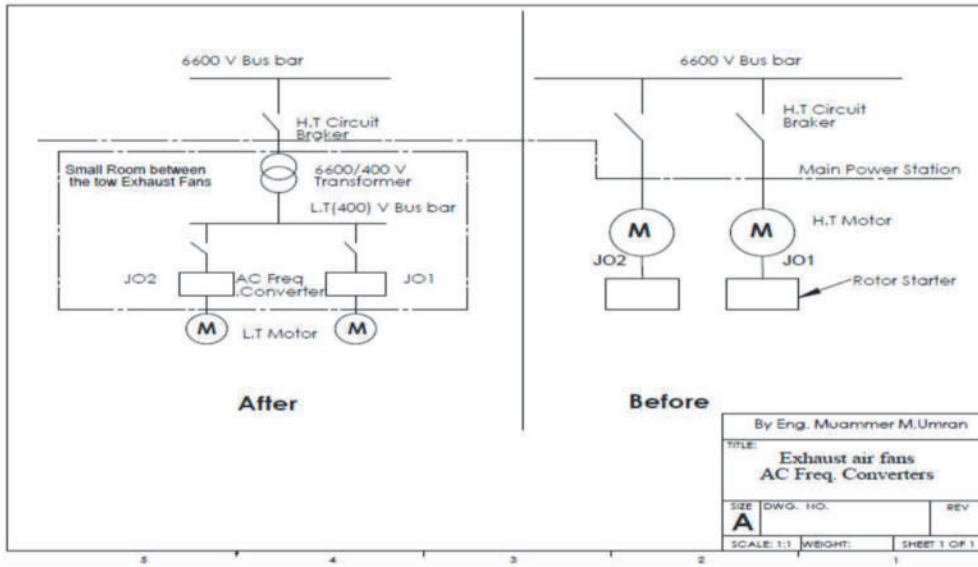 6600 V Bus bar
H.T Circuit
Braker
Small Room between
the tow Exhaust Fans
6600/400 V
Transformer
L.T(400) V Bus bar
JO2
AC Freq
.Converter
JO1
M
M
L.T Motor
After
6600 V Bus bar
H.T Circuit
Braker
Main Power Station
M
M
H.T Motor
JO2
JO1
Rotor Starter
Before
By Eng. Muammer M.Umran
TITLE:
Exhaust air fans
AC Freq. Converters
SIZE
A
DWG. NO.
REV
SCALE: 1:1
WEIGHT:
SHEET 1 OF 1
5
4
3
2
1